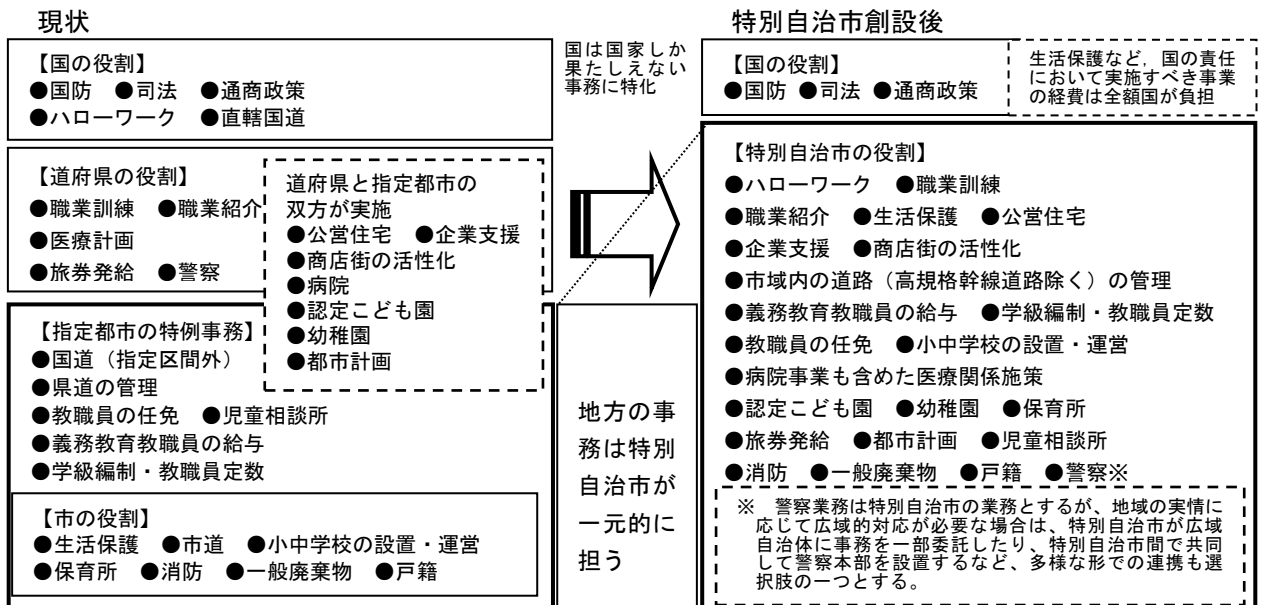 現状
【国の役割】
●国防 ●司法 ●通商政策
●ハローワーク ●直轄国道
【道府県の役割】
●職業訓練 ●職業紹介
●医療計画
●旅券発給 ●警察
道府県と指定都市の
双方が実施
●公営住宅 ●企業支援
●商店街の活性化
●病院
●認定こども園
●幼稚園
●都市計画
【指定都市の特例事務】
●国道（指定区間外）
●県道の管理
●教職員の任免 ●児童相談所
●義務教育教職員の給与
●学級編制・教職員定数
【市の役割】
●生活保護 ●市道 ●小中学校の設置・運営
●保育所 ●消防 ●一般廃棄物 ●戸籍
国は国家しか
果たしえない
事務に特化
地方の事
務は特別
自治市が
一元的に
担う
特別自治市創設後
【国の役割】
●国防 ●司法 ●通商政策
生活保護など，国の責任
において実施すべき事業
の経費は全額国が負担
【特別自治市の役割】
●ハローワーク ●職業訓練
●職業紹介 ●生活保護 ●公営住宅
●企業支援 ●商店街の活性化
●市域内の道路（高規格幹線道路除く）の管理
●義務教育教職員の給与 ●学級編制・教職員定数
●教職員の任免 ●小中学校の設置・運営
●病院事業も含めた医療関係施策
●認定こども園 ●幼稚園 ●保育所
●旅券発給 ●都市計画 ●児童相談所
●消防 ●一般廃棄物 ●戸籍 ●警察※
※ 警察業務は特別自治市の業務とするが、地域の実情に
応じて広域的対応が必要な場合は、特別自治市が広域
自治体に事務を一部委託したり、特別自治市間で共同
して警察本部を設置するなど、多様な形での連携も選
択肢の一つとする。